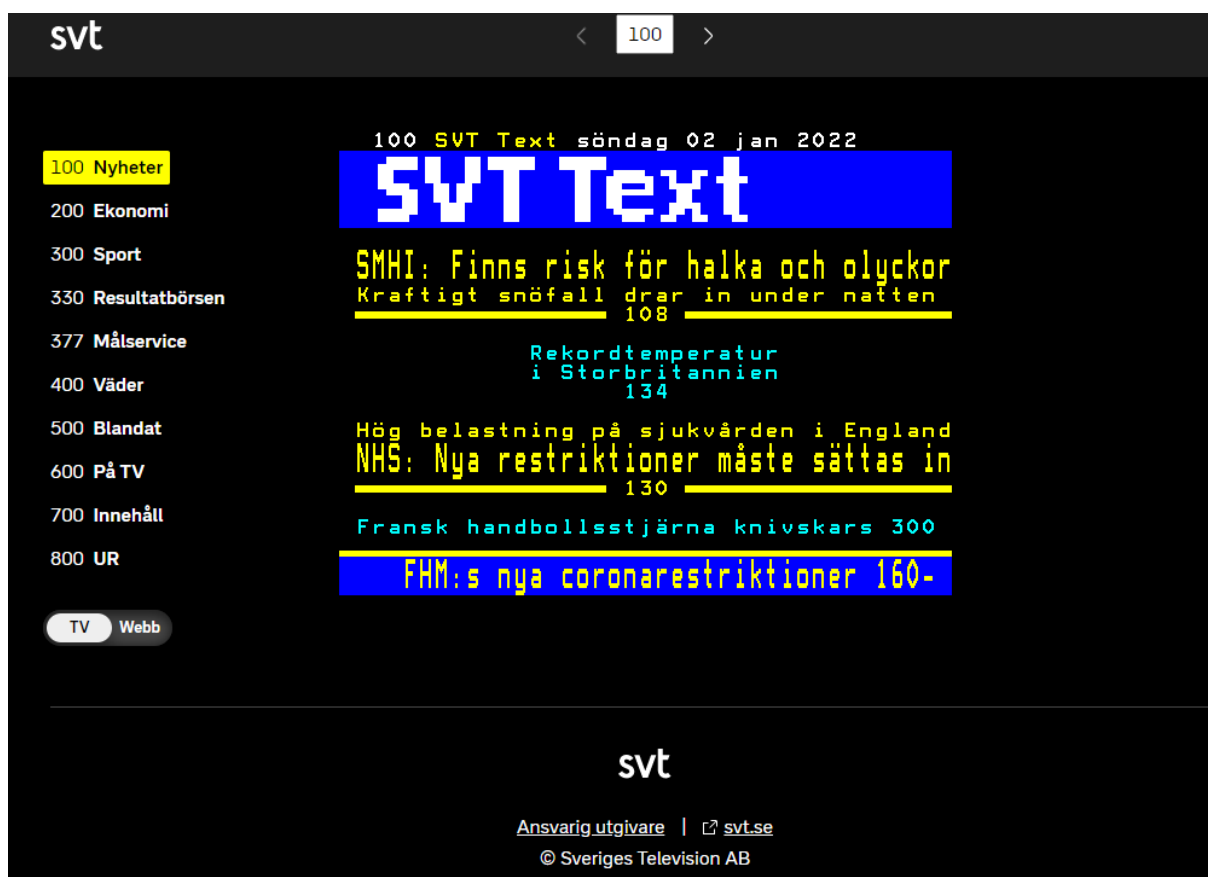 svt
< 100 >
100 Nyheter
200 Ekonomi
300 Sport
330 Resultatbörsen
377 Målservice
400 Väder
500 Blandat
600 På TV
700 Innehåll
800 UR
TV Webb
100 SVT Text söndag 02 jan 2022
SVT Text
SMHI: Finns risk för halka och olyckor
Kraftigt snöfall drar in under natten
108
Rekordtemperatur
i Storbritannien
134
Hög belastning på sjukvården i England
NHS: Nya restriktioner måste sättas in
130
Fransk handbollsstjärna knivskars 300
FHM:s nya coronarestriktioner 160-
svt
Ansvarig utgivare | svt.se
© Sveriges Television AB